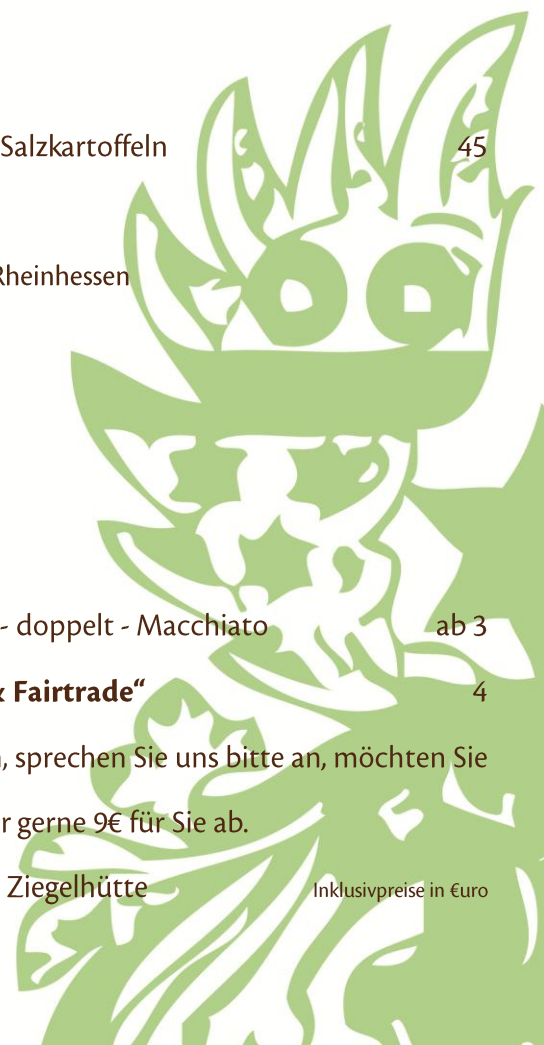 Salzkartoffeln 45
Rheinhessen
- doppelt - Macchiato ab 3
& Fairtrade“ 4
, sprechen Sie uns bitte an, möchten Sie
r gerne 9€ für Sie ab.
Ziegelhütte Inklusivpreise in €uro